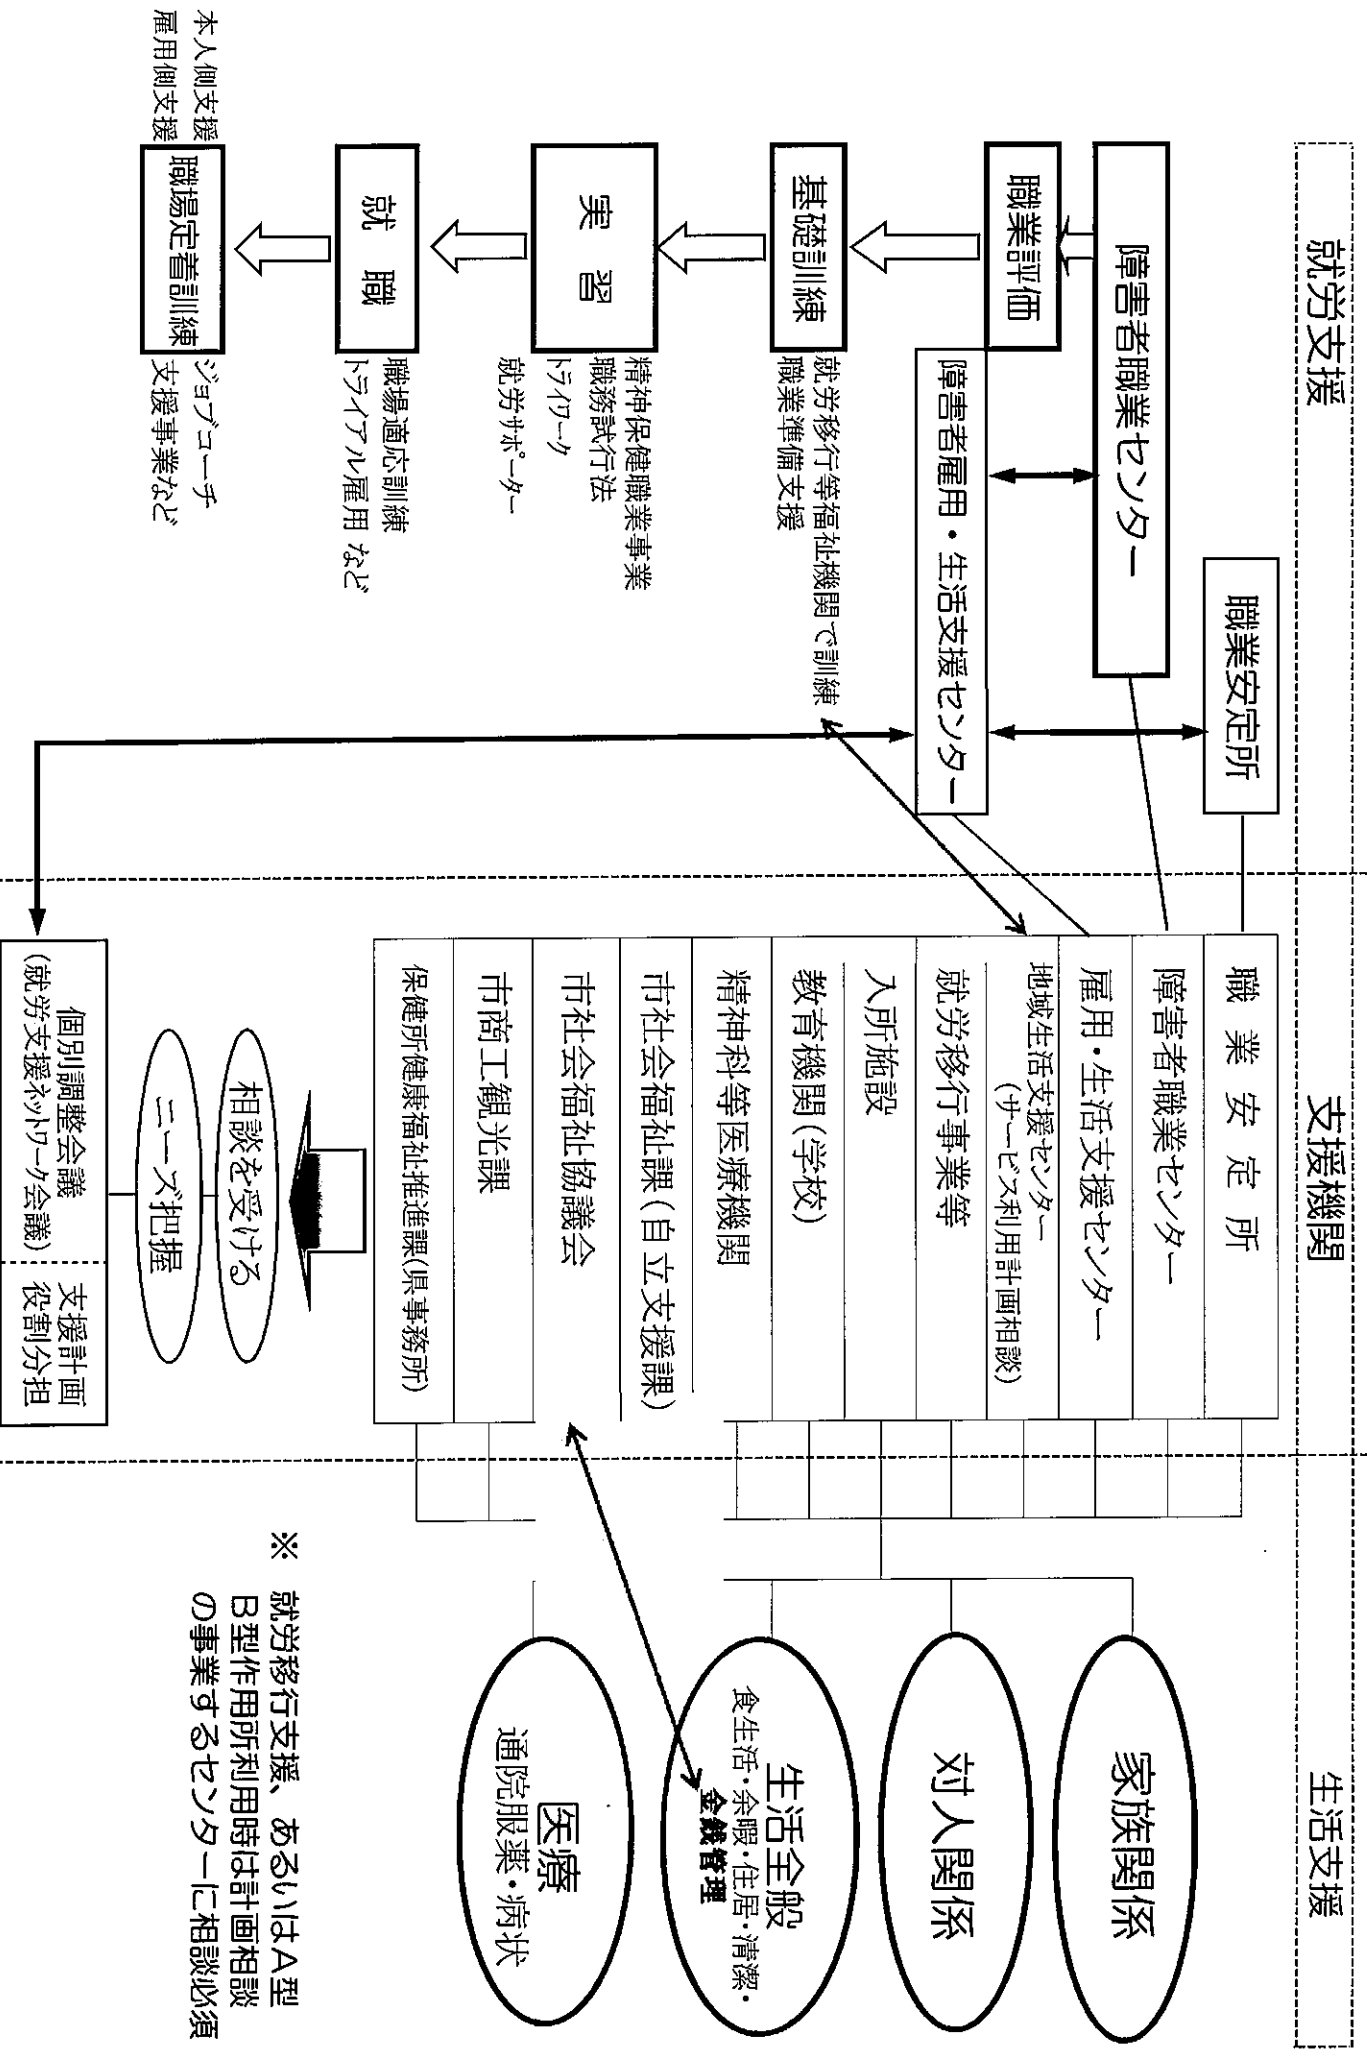 就労支援
支援機関
生活支援
職業安定所
障害者職業センター
職業評価
障害者雇用・生活支援センター
基礎訓練
就労移行等福祉機関で訓練
職業準備支援
実　習
精神保健職業事業
職務試行法
トライワーク
就労サポーター
就　職
職場適応訓練
トライアル雇用 など
本人側支援
雇用側支援
職場定着訓練
ジョブコーチ
支援事業など
職 業 安 定 所
障害者職業センター
雇用・生活支援センター
地域生活支援センター
(サービス利用計画相談)
就労移行事業等
入所施設
教育機関(学校)
精神科等医療機関
市社会福祉課(自立支援課)
市社会福祉協議会
市商工観光課
保健所健康福祉推進課(県事務所)
相談を受ける
ニーズ把握
個別調整会議
(就労支援ネットワーク会議)
支援計画
役割分担
家族関係
対人関係
生活全般
食生活・余暇・住居・清潔・
金銭管理
医療
通院服薬・病状
※ 就労移行支援、あるいはA型
B型作用所利用時は計画相談
の事業するセンターに相談必須